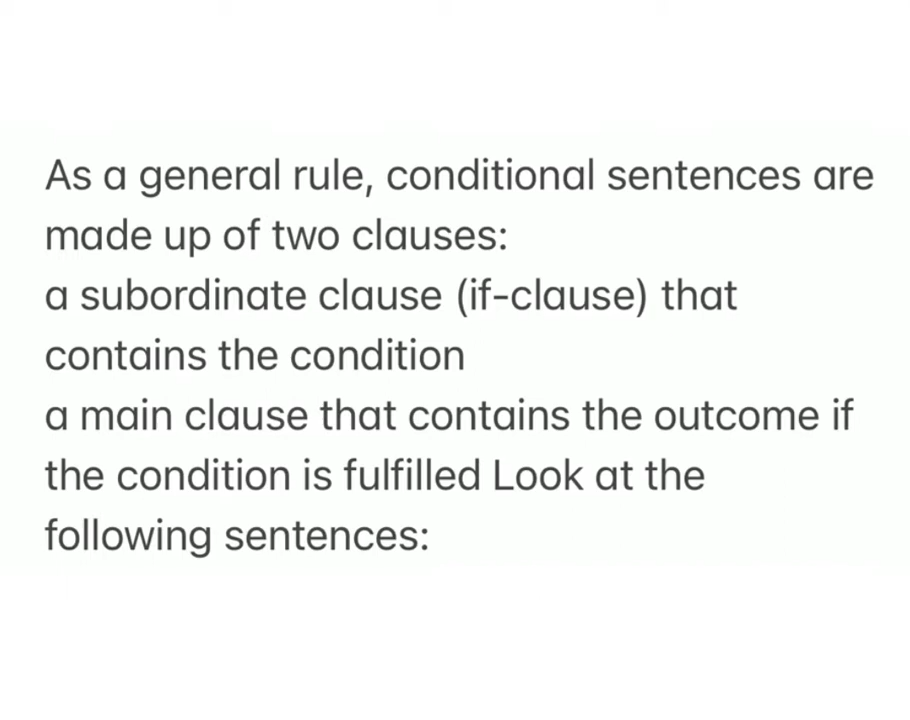 As a general rule, conditional sentences are
made up of two clauses:
a subordinate clause (if-clause) that
contains the condition
a main clause that contains the outcome if
the condition is fulfilled Look at the
following sentences: